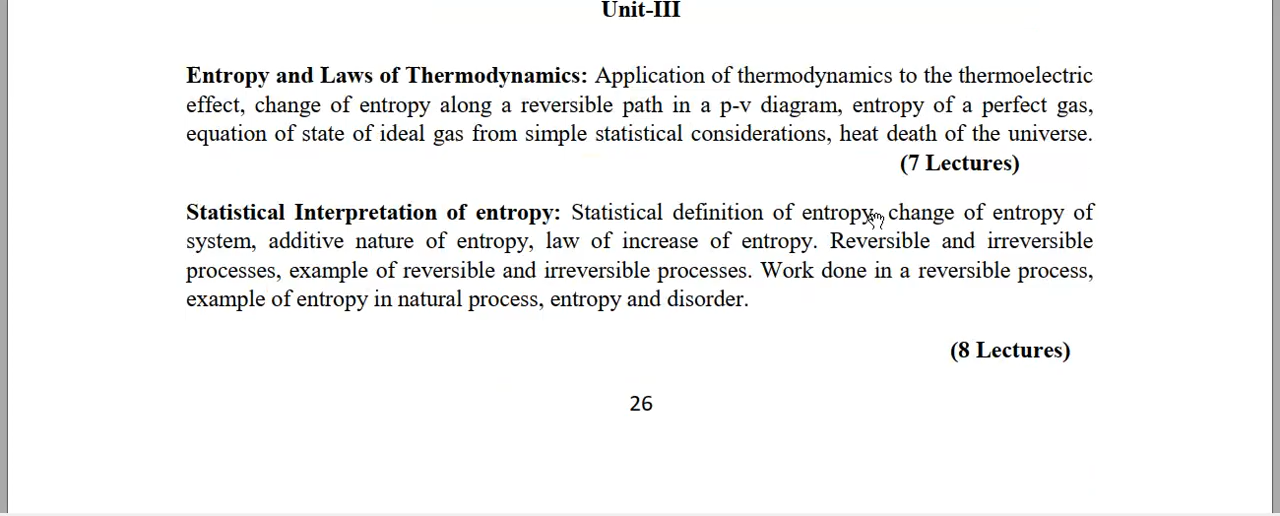 Unit-III
Entropy and Laws of Thermodynamics: Application of thermodynamics to the thermoelectric
effect, change of entropy along a reversible path in a p-v diagram, entropy of a perfect gas,
equation of state of ideal gas from simple statistical considerations, heat death of the universe.
(7 Lectures)
Statistical Interpretation of entropy: Statistical definition of entropy, change of entropy of
system, additive nature of entropy, law of increase of entropy. Reversible and irreversible
processes, example of reversible and irreversible processes. Work done in a reversible process,
example of entropy in natural process, entropy and disorder.
(8 Lectures)
26